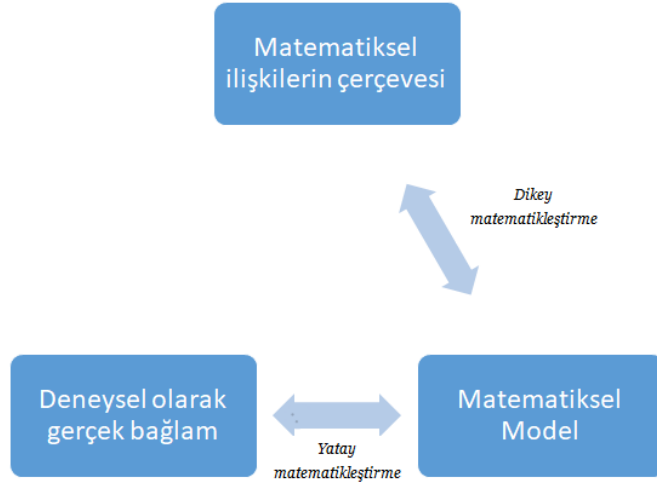 Matematiksel
ilişkilerin çerçevesi
Dikey
matematikleştirme
Deneysel olarak
gerçek bağlam
Yatay
matematikleştirme
Matematiksel
Model